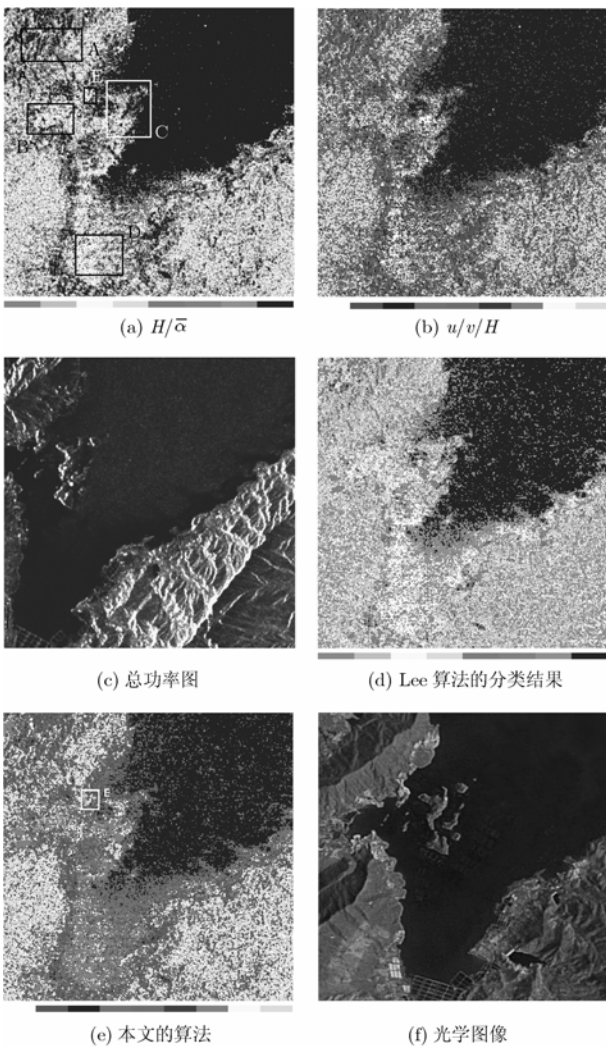 A
E
B
C
D
(a) H/α̅
(b) u/v/H
(c) 总功率图
(d) Lee 算法的分类结果
E
(e) 本文的算法
(f) 光学图像